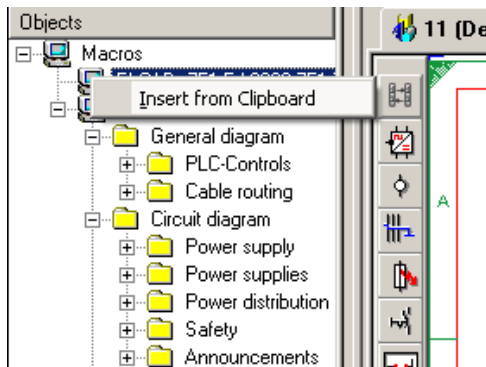 Objects
11 (De
Macros
Insert from Clipboard
General diagram
PLC-Controls
Cable routing
Circuit diagram
Power supply
Power supplies
Power distribution
Safety
Announcements
A